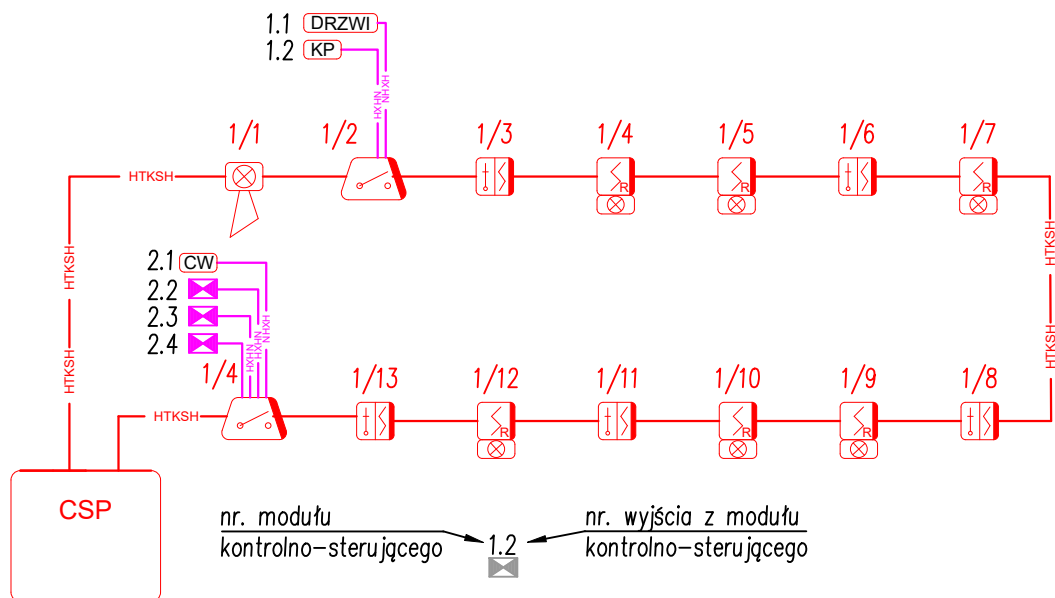 1.1 DRZWI
1.2 KP
NHXH
NHXH
1/1 1/2 1/3 1/4 1/5 1/6 1/7
HTKSH
R R R
HTKSH
HTKSH
HTKSH
HTKSH
2.1 CW
2.2
2.3
2.4
NHXH
NHXH
NHXH
1/4 1/13 1/12 1/11 1/10 1/9 1/8
HTKSH
R R R
CSP
nr. modułu
kontrolno-sterującego
1.2
nr. wyjścia z modułu
kontrolno-sterującego